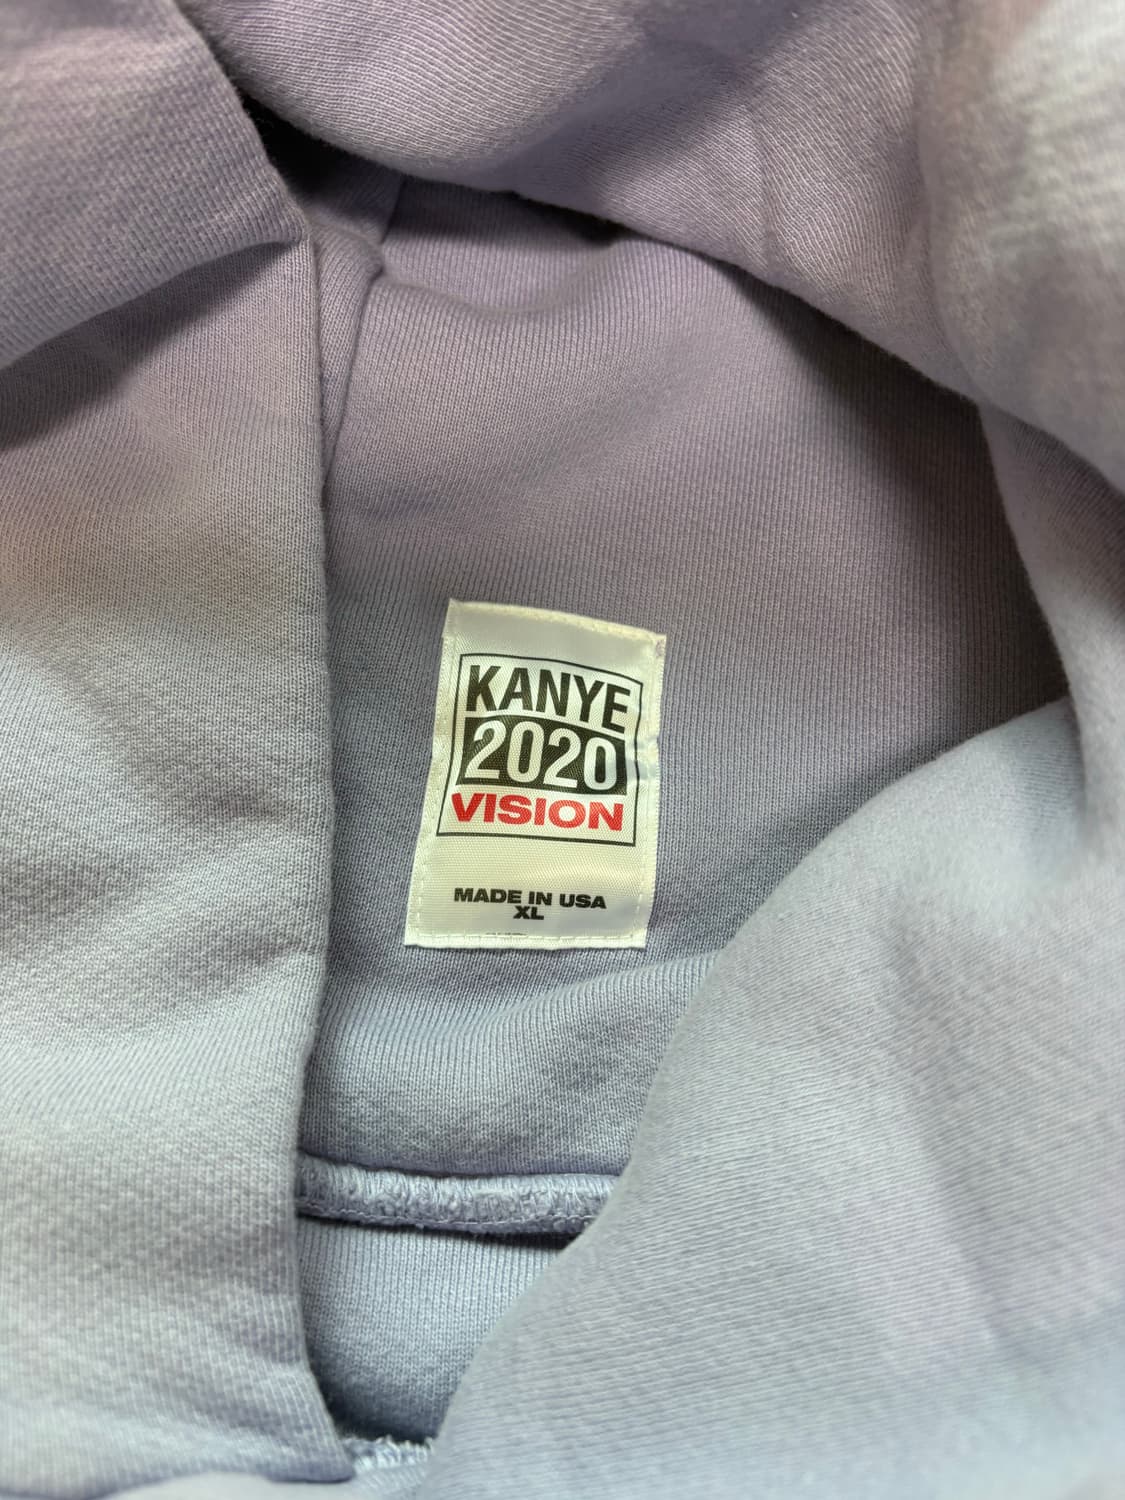 KANYE
2020
VISION
MADE IN USA
XL